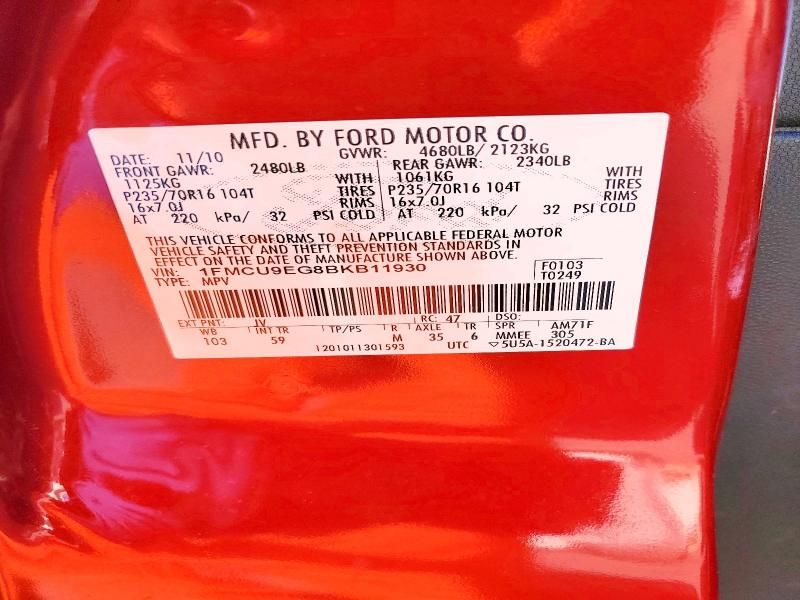 MFD. BY FORD MOTOR CO.
DATE: 11/10 GVWR: 4680LB/ 2123KG
FRONT GAWR: 2480LB REAR GAWR: 2340LB
1125KG WITH 1061KG WITH
P235/70R16 104T TIRES P235/70R16 104T TIRES
16x7.0J RIMS 16x7.0J RIMS
AT 220 kPa/ 32 PSI COLD AT 220 kPa/ 32 PSI COLD
THIS VEHICLE CONFORMS TO ALL APPLICABLE FEDERAL MOTOR
VEHICLE SAFETY AND THEFT PREVENTION STANDARDS IN
EFFECT ON THE DATE OF MANUFACTURE SHOWN ABOVE.
VIN: 1FMCU9EG8BKB11930 F0103
TYPE: MPV T0249
EXT PNT: JV RC: 47 DSO:
WB INT TR TP/PS R AXLE TR SPR AM71F
103 59 M 35 6 MMEE 305
1201011301593 UTC ▽5U5A-1520472-BA